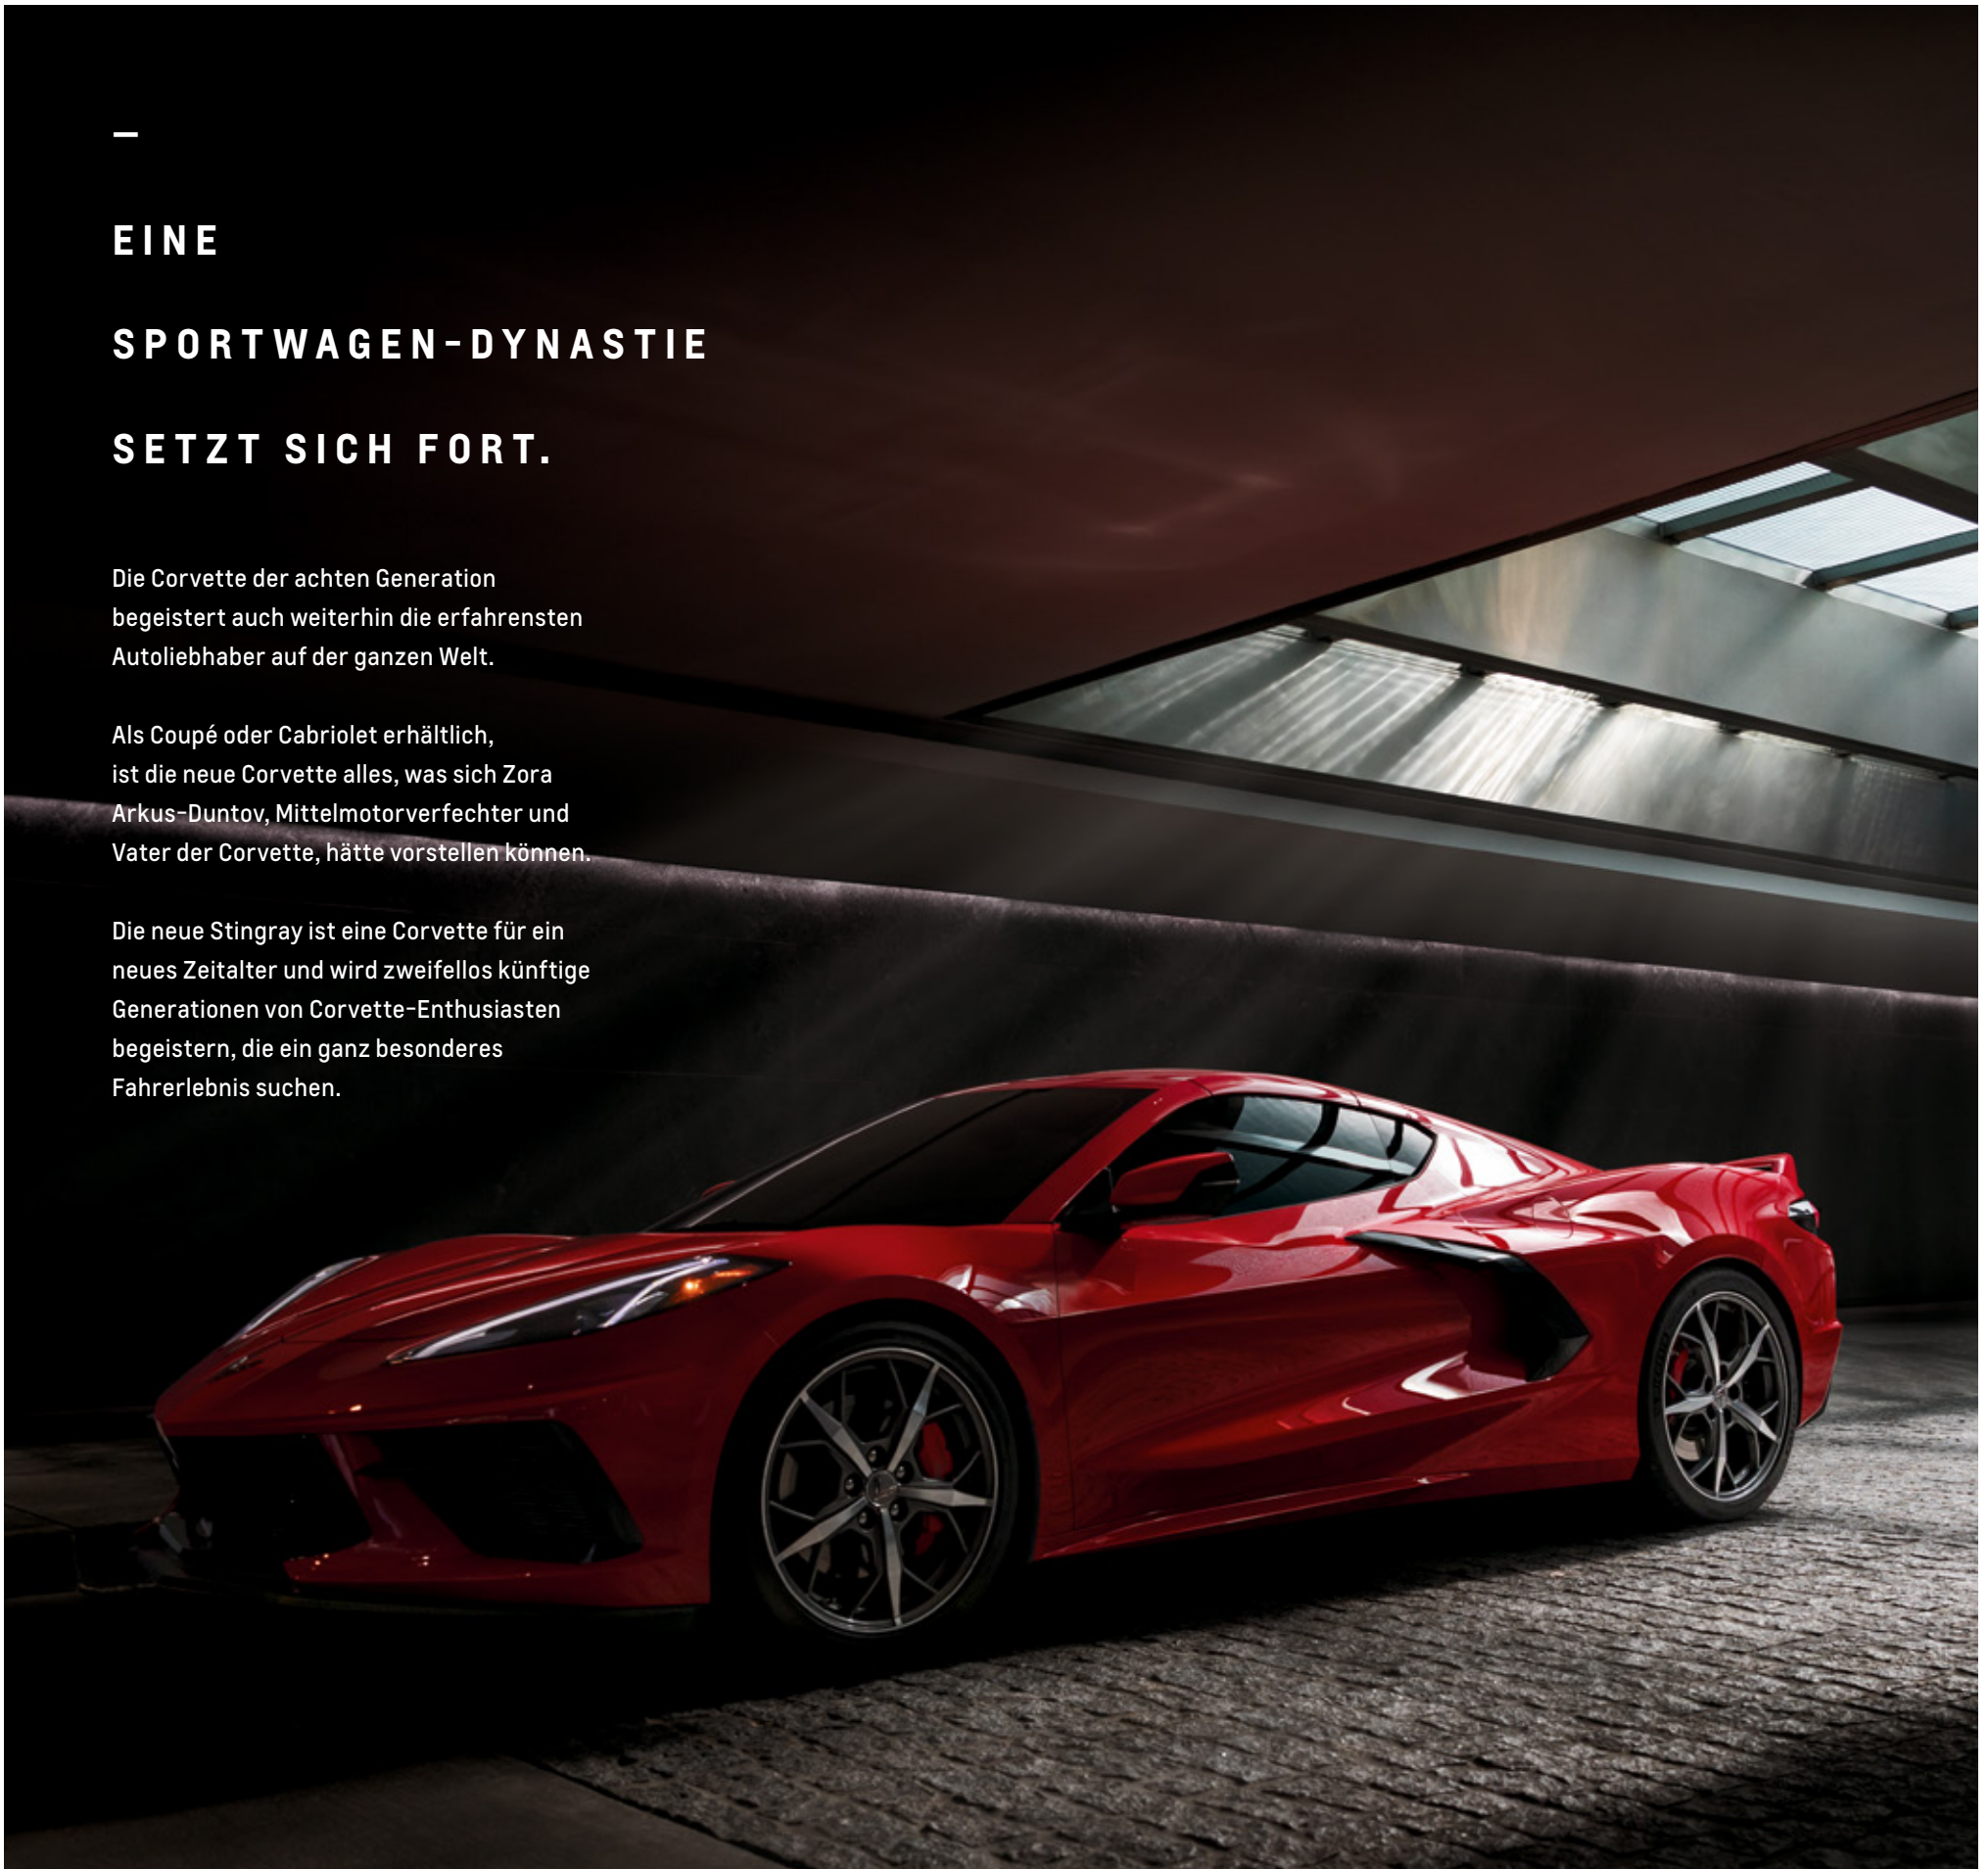 EINE
SPORTWAGEN-DYNASTIE
SETZT SICH FORT.
Die Corvette der achten Generation
begeistert auch weiterhin die erfahrensten
Autoliebhaber auf der ganzen Welt.
Als Coupé oder Cabriolet erhältlich,
ist die neue Corvette alles, was sich Zora
Arkus-Duntov, Mittelmotorverfechter und
Vater der Corvette, hätte vorstellen können.
Die neue Stingray ist eine Corvette für ein
neues Zeitalter und wird zweifellos künftige
Generationen von Corvette-Enthusiasten
begeistern, die ein ganz besonderes
Fahrerlebnis suchen.